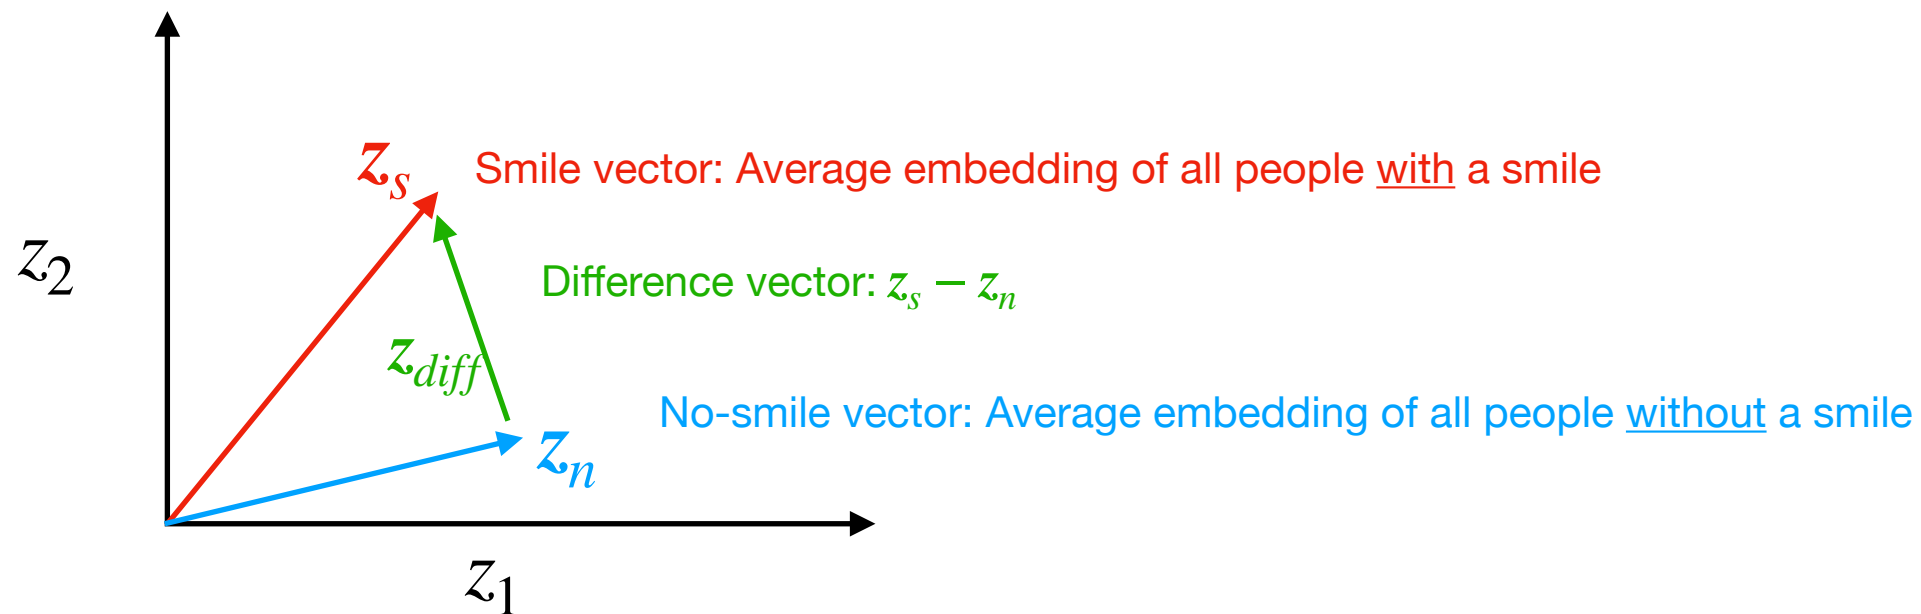 z_s Smile vector: Average embedding of all people with a smile
z_2
Difference vector: z_s − z_n
z_diff
No-smile vector: Average embedding of all people without a smile
z_n
z_1